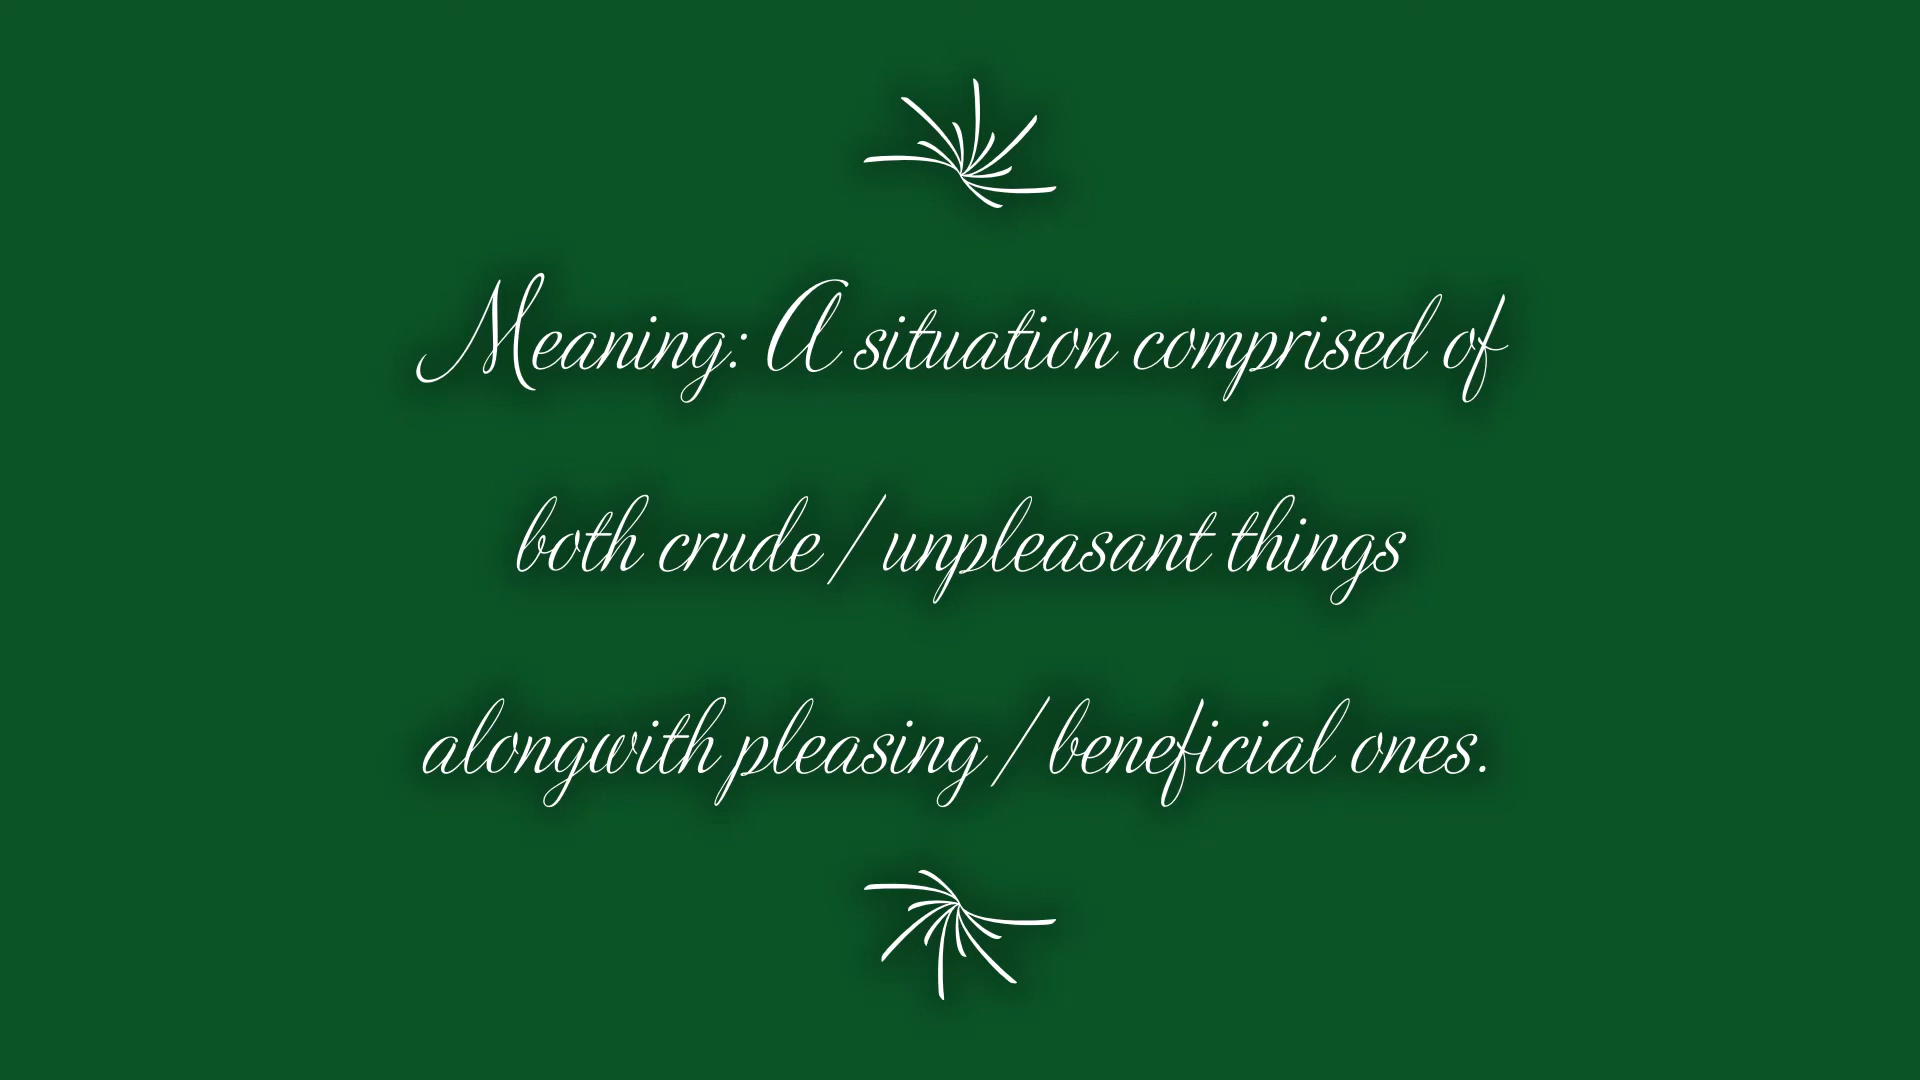 Meaning: A situation comprised of
both crude / unpleasant things
alongwith pleasing / beneficial ones.